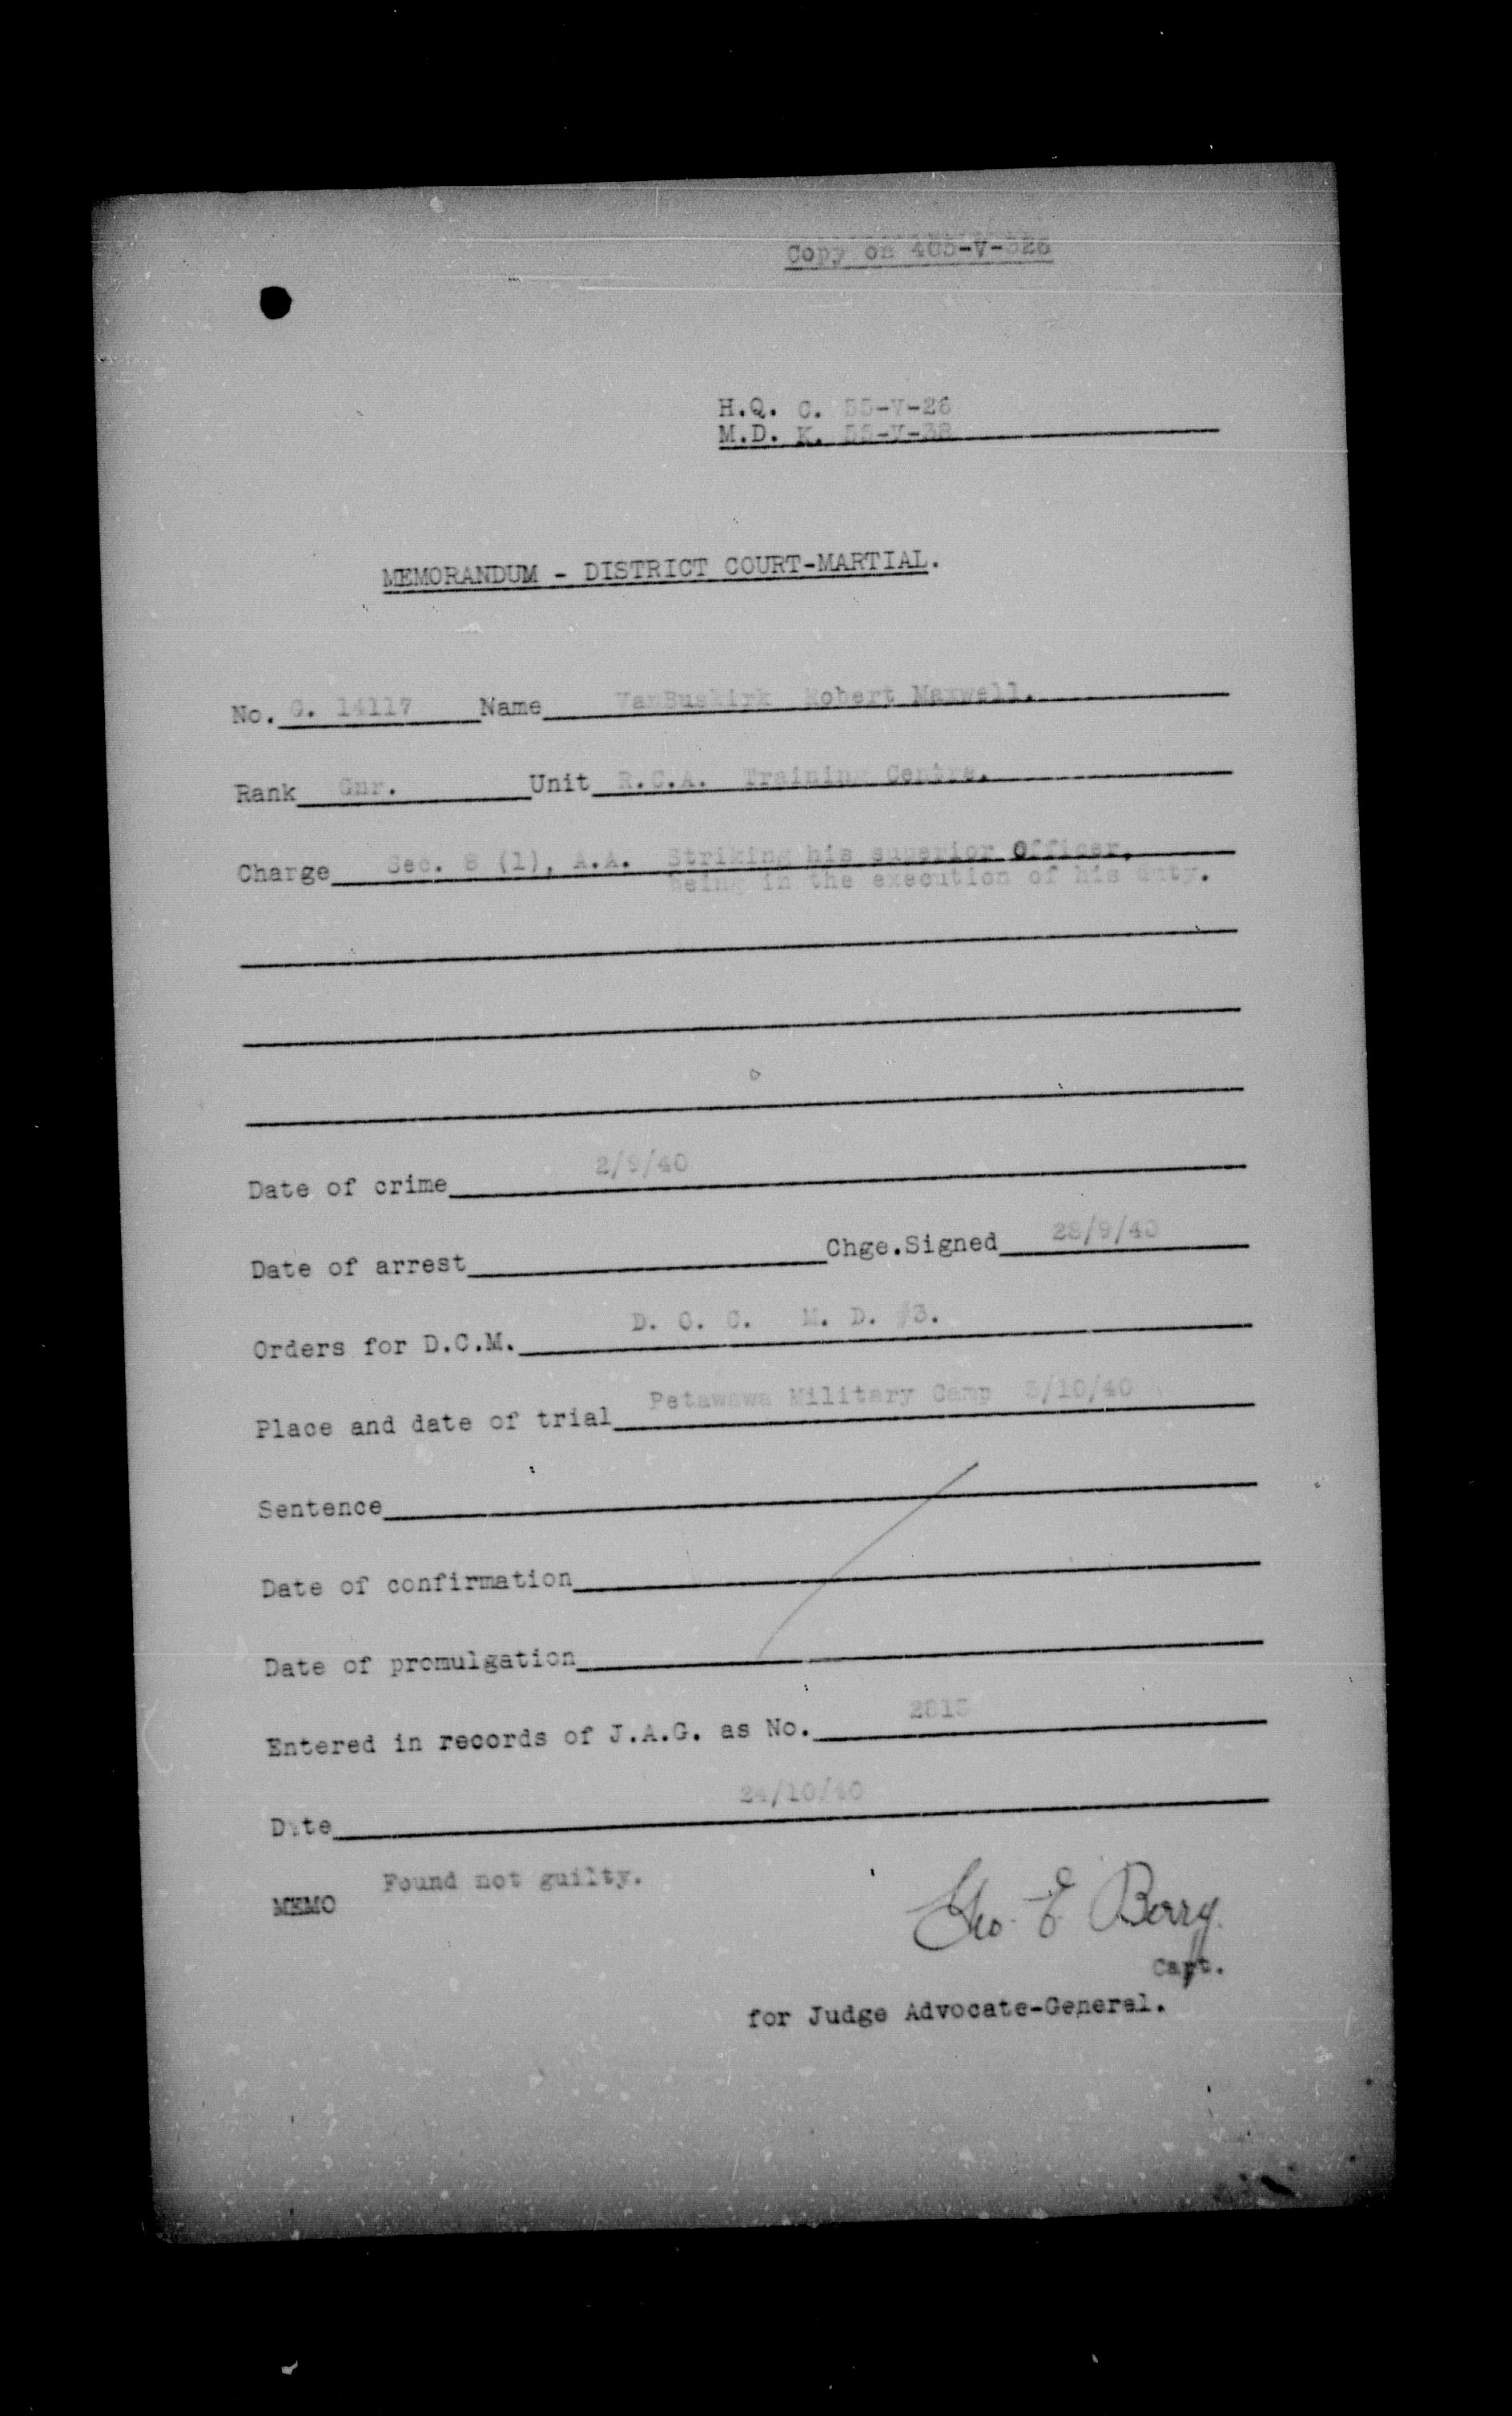 Copy on 405-V-326
H.Q. C. 55-V-26
M.D. K. 55-V-38
MEMORANDUM - DISTRICT COURT-MARTIAL.
No. G. 14117 Name VanBuskirk Robert Maxwell.
Rank Gnr. Unit R.C.A. Training Centre.
Charge Sec. 8 (1), A.A. Striking his superior Officer,
being in the execution of his duty.
Date of crime 2/9/40
Date of arrest Chge.Signed 28/9/40
Orders for D.C.M. D. O. C. M. D. #3.
Place and date of trial Petawawa Military Camp 3/10/40
Sentence
Date of confirmation
Date of promulgation
Entered in records of J.A.G. as No.
Date 24/10/40
Found not guilty.
MEMO
Geo. E Berry.
Capt.
for Judge Advocate-General.